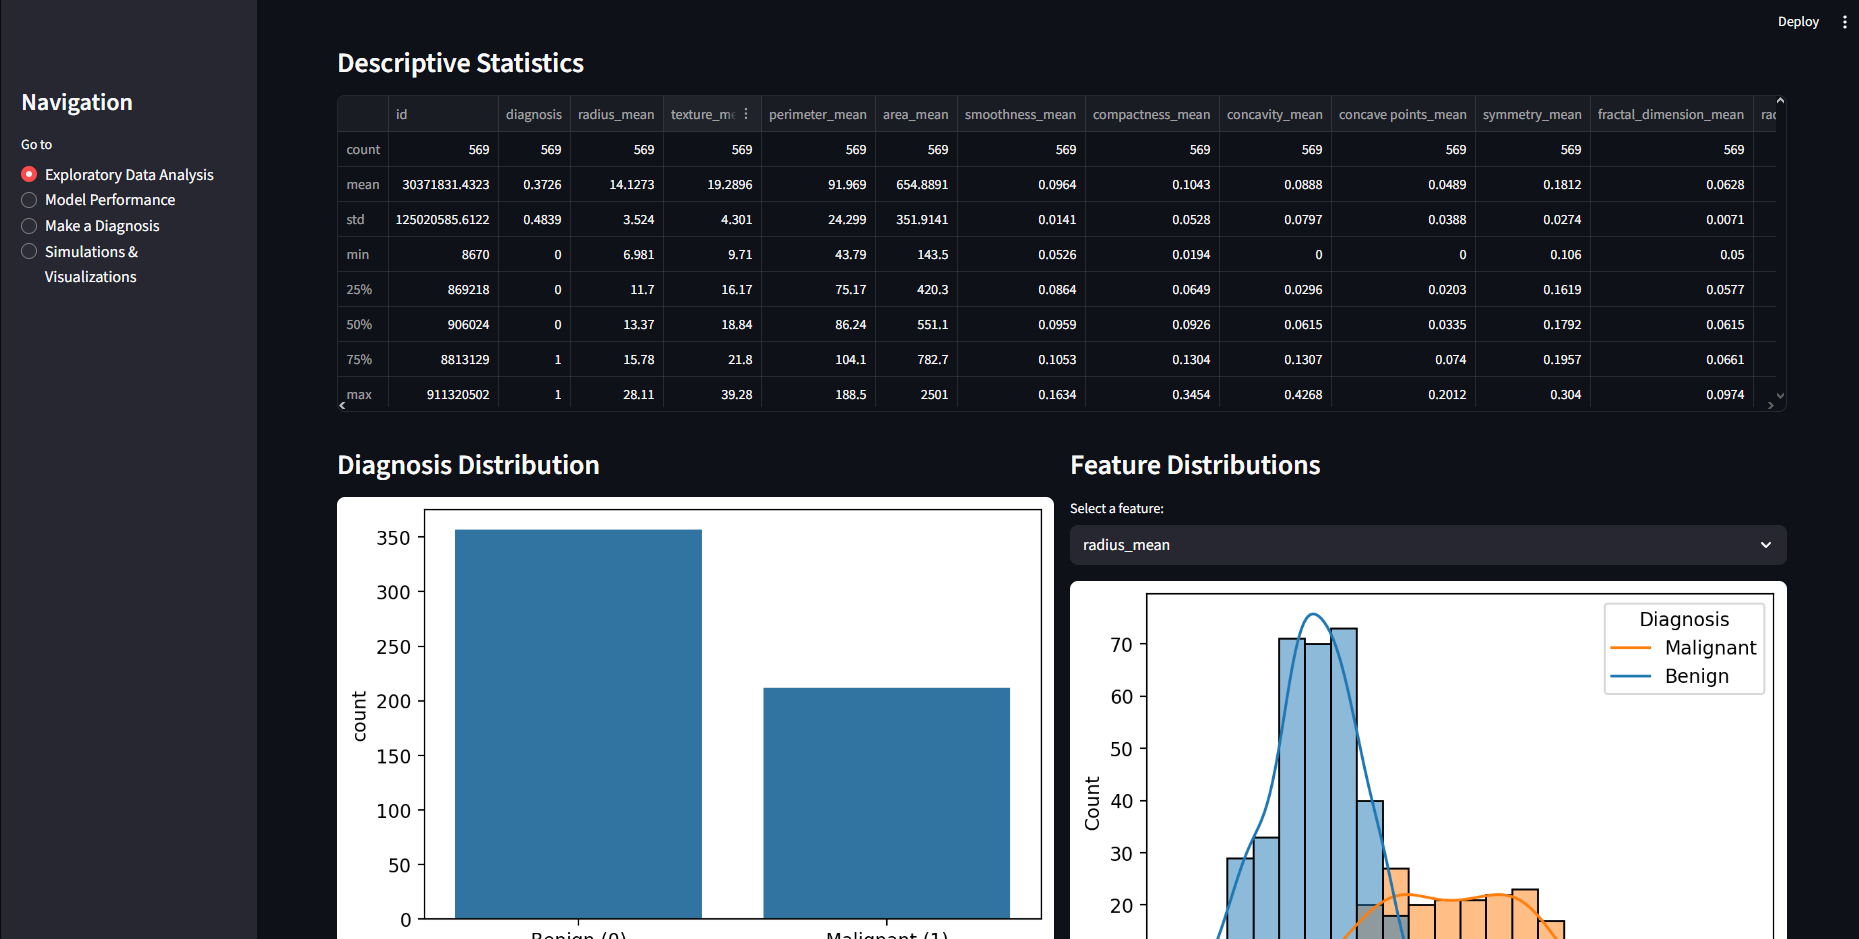 Deploy
Navigation
Go to
Exploratory Data Analysis
Model Performance
Make a Diagnosis
Simulations &
Visualizations
Descriptive Statistics
id diagnosis radius_mean texture_me perimeter_mean area_mean smoothness_mean compactness_mean concavity_mean concave points_mean symmetry_mean fractal_dimension_mean rad
count 569 569 569 569 569 569 569 569 569 569 569 569
mean 30371831.4323 0.3726 14.1273 19.2896 91.969 654.8891 0.0964 0.1043 0.0888 0.0489 0.1812 0.0628
std 125020585.6122 0.4839 3.524 4.301 24.299 351.9141 0.0141 0.0528 0.0797 0.0388 0.0274 0.0071
min 8670 0 6.981 9.71 43.79 143.5 0.0526 0.0194 0 0 0.106 0.05
25% 869218 0 11.7 16.17 75.17 420.3 0.0864 0.0649 0.0296 0.0203 0.1619 0.0577
50% 906024 0 13.37 18.84 86.24 551.1 0.0959 0.0926 0.0615 0.0335 0.1792 0.0615
75% 8813129 1 15.78 21.8 104.1 782.7 0.1053 0.1304 0.1307 0.074 0.1957 0.0661
max 911320502 1 28.11 39.28 188.5 2501 0.1634 0.3454 0.4268 0.2012 0.304 0.0974
Diagnosis Distribution
350
300
250
200
150
100
50
0
count
Benign (0) Malignant (1)
Feature Distributions
Select a feature:
radius_mean
Diagnosis
Malignant
Benign
70
60
50
40
30
20
Count